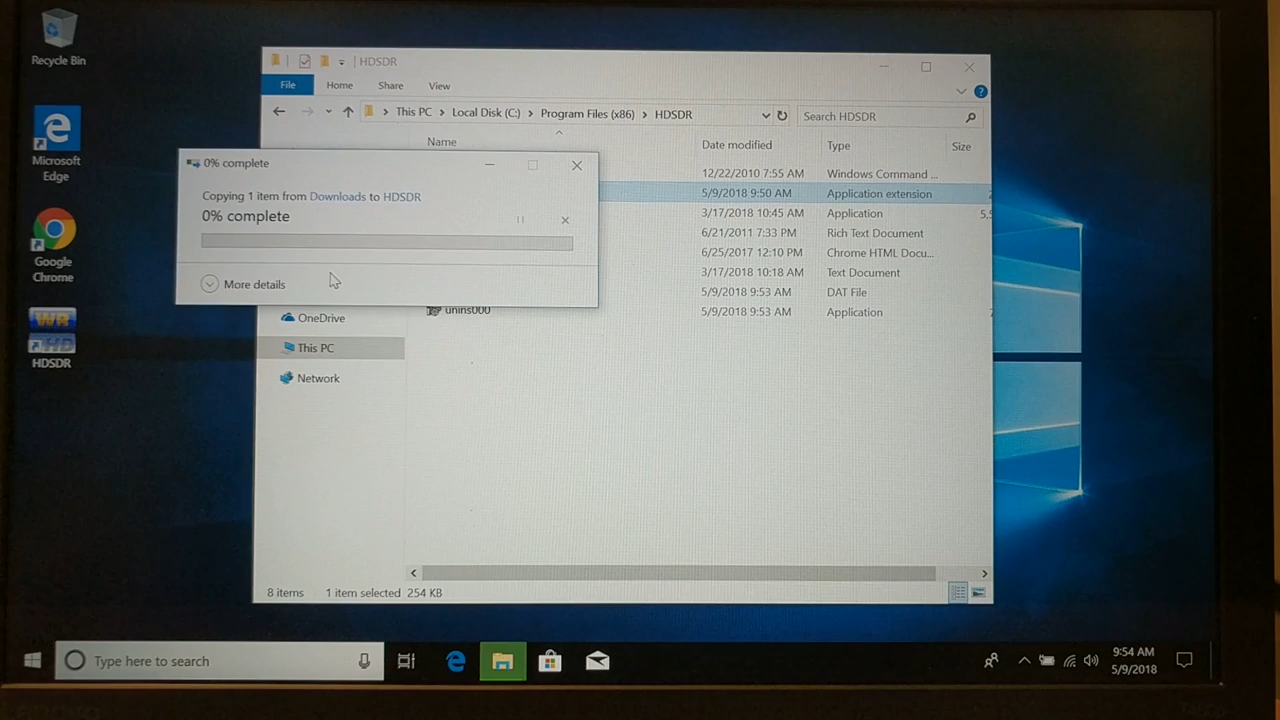 Recycle Bin
Microsoft
Edge
Google
Chrome
WR
HD
HDSDR
HDSDR
File Home Share View
This PC > Local Disk (C:) > Program Files (x86) > HDSDR
Search HDSDR
Name Date modified Type Size
12/22/2010 7:55 AM Windows Command ...
5/9/2018 9:50 AM Application extension
3/17/2018 10:45 AM Application 5,
6/21/2011 7:33 PM Rich Text Document
6/25/2017 12:10 PM Chrome HTML Docu...
3/17/2018 10:18 AM Text Document
5/9/2018 9:53 AM DAT File
unins000 5/9/2018 9:53 AM Application
0% complete
Copying 1 item from Downloads to HDSDR
0% complete
More details
OneDrive
This PC
Network
8 items 1 item selected 254 KB
Type here to search
9:54 AM
5/9/2018